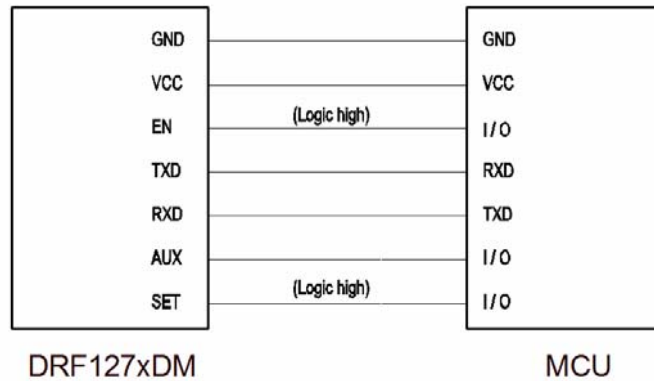 GND GND
VCC VCC
(Logic high)
EN I/O
TXD RXD
RXD TXD
AUX I/O
(Logic high)
SET I/O
DRF127xDM MCU